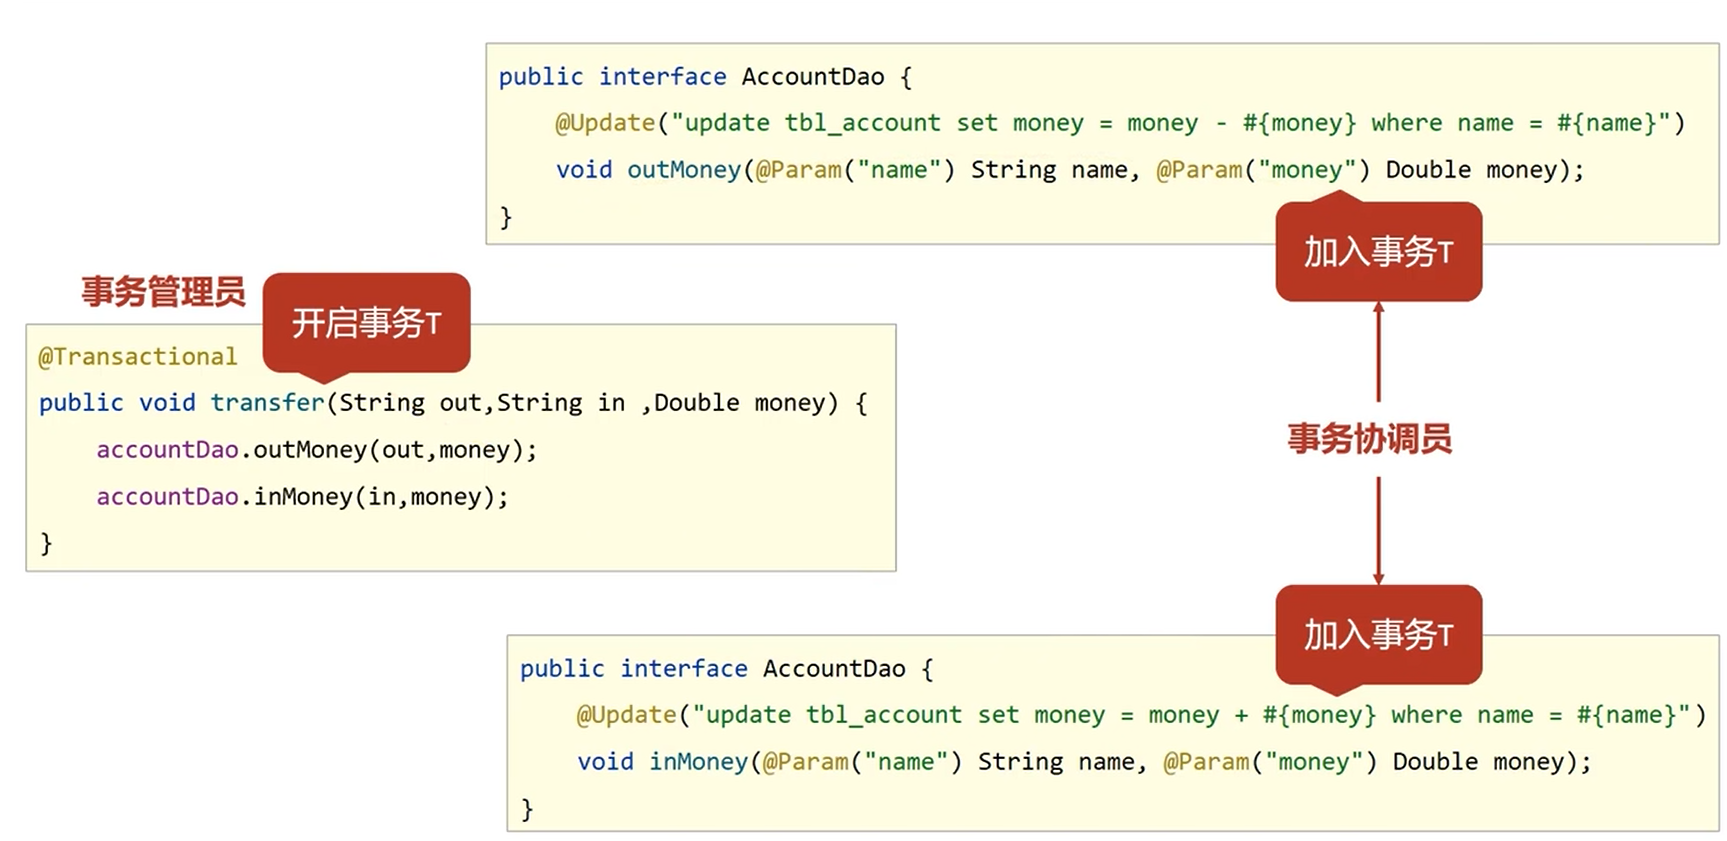 public interface AccountDao {
@Update("update tbl_account set money = money - #{money} where name = #{name}")
void outMoney(@Param("name") String name, @Param("money") Double money);
}
加入事务T
事务管理员
开启事务T
@Transactional
public void transfer(String out,String in ,Double money) {
accountDao.outMoney(out,money);
accountDao.inMoney(in,money);
}
事务协调员
加入事务T
public interface AccountDao {
@Update("update tbl_account set money = money + #{money} where name = #{name}")
void inMoney(@Param("name") String name, @Param("money") Double money);
}